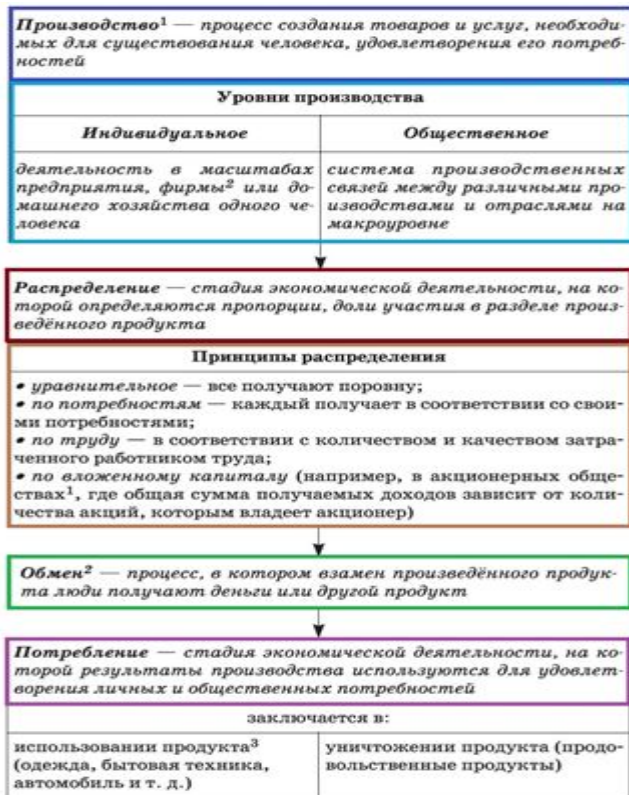 Производство¹ — процесс создания товаров и услуг, необходи-
мых для существования человека, удовлетворения его потреб-
ностей
Уровни производства
Индивидуальное
Общественное
деятельность в масштабах
предприятия, фирмы² или до-
машнего хозяйства одного че-
ловека
система производственных
связей между различными про-
изводствами и отраслями на
макроуровне
Распределение — стадия экономической деятельности, на ко-
торой определяются пропорции, доли участия в разделе произ-
ведённого продукта
Принципы распределения
• уравнительное — все получают поровну;
• по потребностям — каждый получает в соответствии со свои-
ми потребностями;
• по труду — в соответствии с количеством и качеством затра-
ченного работником труда;
• по вложенному капиталу (например, в акционерных общес-
твах¹, где общая сумма получаемых доходов зависит от коли-
чества акций, которым владеет акционер)
Обмен² — процесс, в котором взамен произведённого продук-
та люди получают деньги или другой продукт
Потребление — стадия экономической деятельности, на ко-
торой результаты производства используются для удовлет-
ворения личных и общественных потребностей
заключается в:
использовании продукта³
(одежда, бытовая техника,
автомобиль и т. д.)
уничтожении продукта (продо-
вольственные продукты)